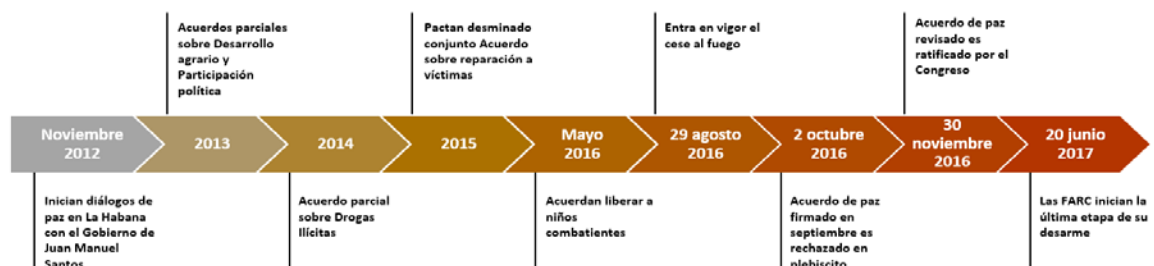 Acuerdos parciales
sobre Desarrollo
agrario y
Participación
política
Pactan desminado
conjunto Acuerdo
sobre reparación a
víctimas
Entra en vigor el
cese al fuego
Acuerdo de paz
revisado es
ratificado por el
Congreso
Noviembre
2012
2013
2014
2015
Mayo
2016
29 agosto
2016
2 octubre
2016
30
noviembre
2016
20 junio
2017
Inician diálogos de
paz en La Habana
con el Gobierno de
Juan Manuel
Santos
Acuerdo parcial
sobre Drogas
Ilícitas
Acuerdan liberar a
niños
combatientes
Acuerdo de paz
firmado en
septiembre es
rechazado en
plebiscito
Las FARC inician la
última etapa de su
desarme